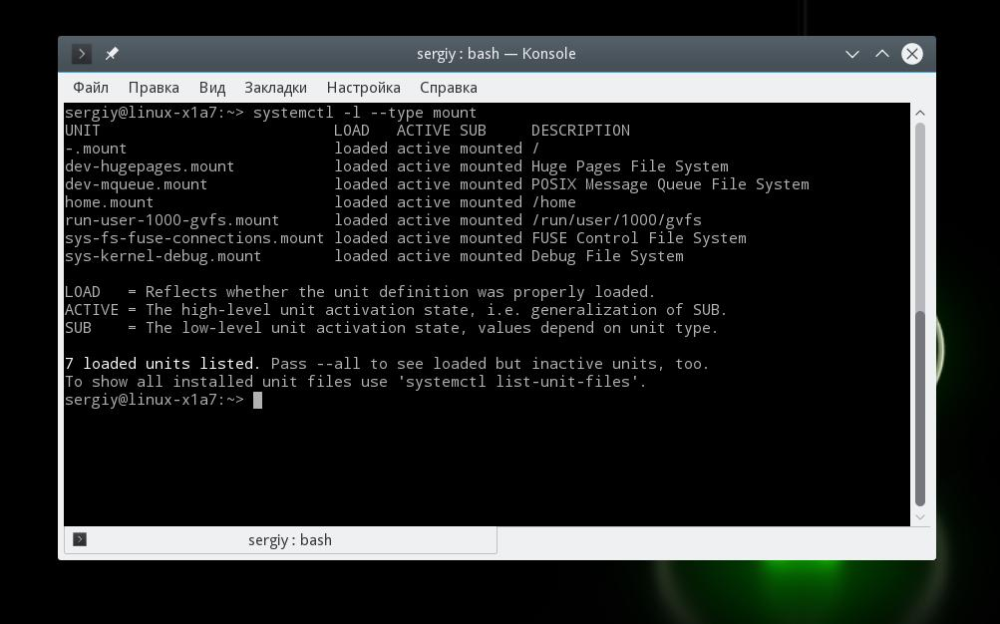 sergiy : bash — Konsole
Файл Правка Вид Закладки Настройка Справка
sergiy@linux-x1a7:~> systemctl -l --type mount
UNIT                          LOAD   ACTIVE SUB     DESCRIPTION
-.mount                       loaded active mounted /
dev-hugepages.mount           loaded active mounted Huge Pages File System
dev-mqueue.mount              loaded active mounted POSIX Message Queue File System
home.mount                    loaded active mounted /home
run-user-1000-gvfs.mount      loaded active mounted /run/user/1000/gvfs
sys-fs-fuse-connections.mount loaded active mounted FUSE Control File System
sys-kernel-debug.mount        loaded active mounted Debug File System
LOAD   = Reflects whether the unit definition was properly loaded.
ACTIVE = The high-level unit activation state, i.e. generalization of SUB.
SUB    = The low-level unit activation state, values depend on unit type.
7 loaded units listed. Pass --all to see loaded but inactive units, too.
To show all installed unit files use 'systemctl list-unit-files'.
sergiy@linux-x1a7:~>
sergiy : bash